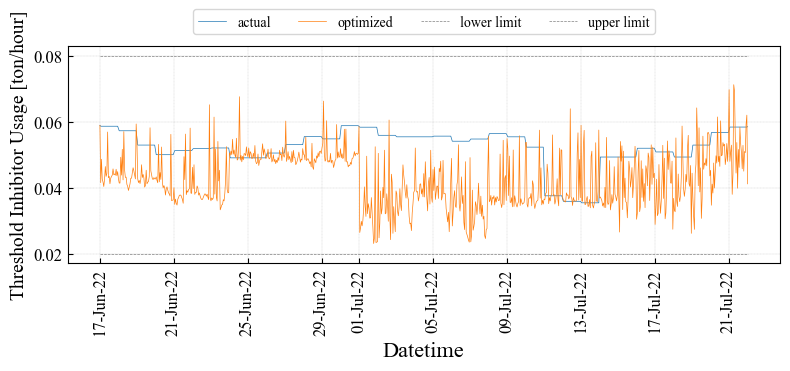 actual optimized lower limit upper limit
Threshold Inhibitor Usage [ton/hour]
0.08
0.06
0.04
0.02
17-Jun-22 21-Jun-22 25-Jun-22 29-Jun-22 01-Jul-22 05-Jul-22 09-Jul-22 13-Jul-22 17-Jul-22 21-Jul-22
Datetime